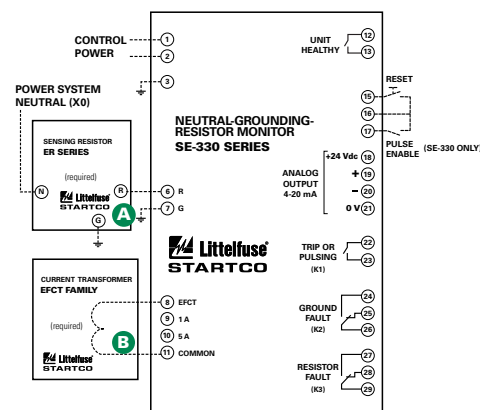 CONTROL
POWER
1
2
3
POWER SYSTEM
NEUTRAL (X0)
SENSING RESISTOR
ER SERIES
(required)
N
R
Littelfuse®
STARTCO
G
A
6 R
7 G
CURRENT TRANSFORMER
EFCT FAMILY
(required)
B
Littelfuse®
STARTCO
8 EFCT
9 1 A
10 5 A
11 COMMON
NEUTRAL-GROUNDING-
RESISTOR MONITOR
SE-330 SERIES
Littelfuse®
STARTCO
UNIT
HEALTHY
12
13
RESET
15
16
17
PULSE
ENABLE (SE-330 ONLY)
ANALOG
OUTPUT
4-20 mA
+24 Vdc 18
+ 19
– 20
0 V 21
TRIP OR
PULSING
(K1)
22
23
GROUND
FAULT
(K2)
24
25
26
RESISTOR
FAULT
(K3)
27
28
29